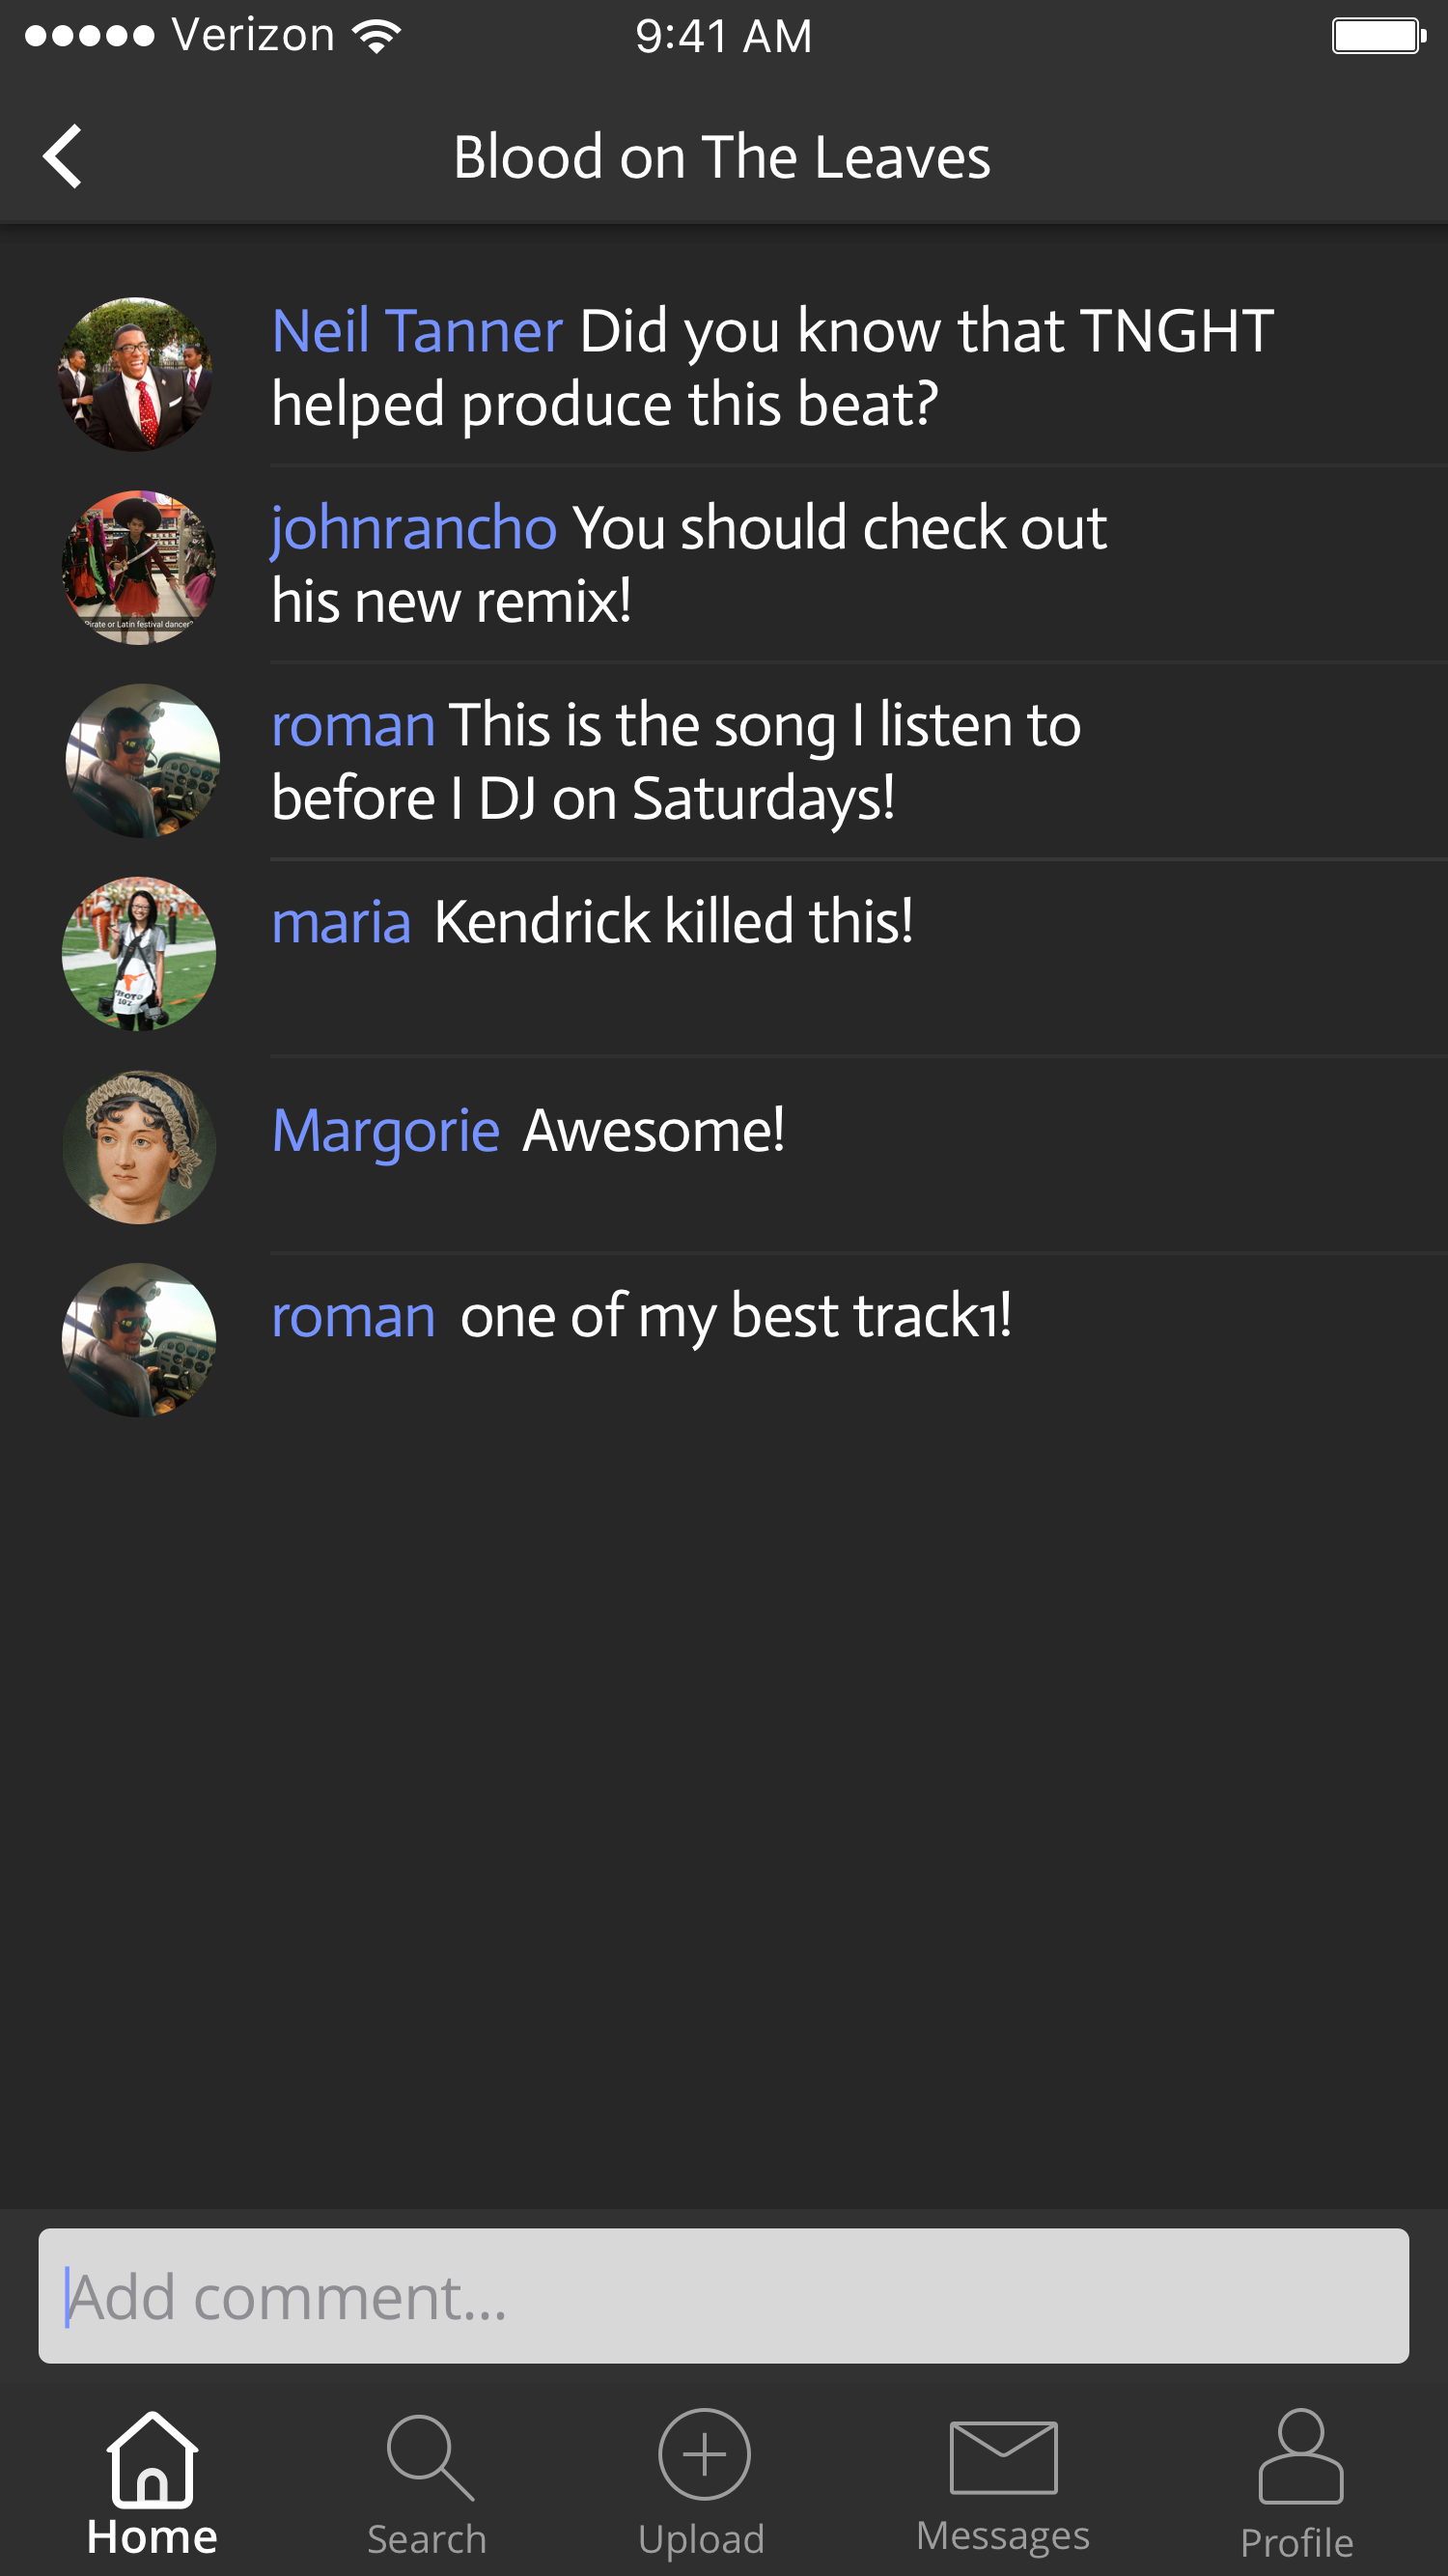 Verizon 9:41 AM
Blood on The Leaves
Neil Tanner Did you know that TNGHT
helped produce this beat?
johnrancho You should check out
his new remix!
Pirate or Latin festival dancer?
roman This is the song I listen to
before I DJ on Saturdays!
maria Kendrick killed this!
PHOTO
102
Margorie Awesome!
roman one of my best track1!
Add comment...
Home Search Upload Messages Profile